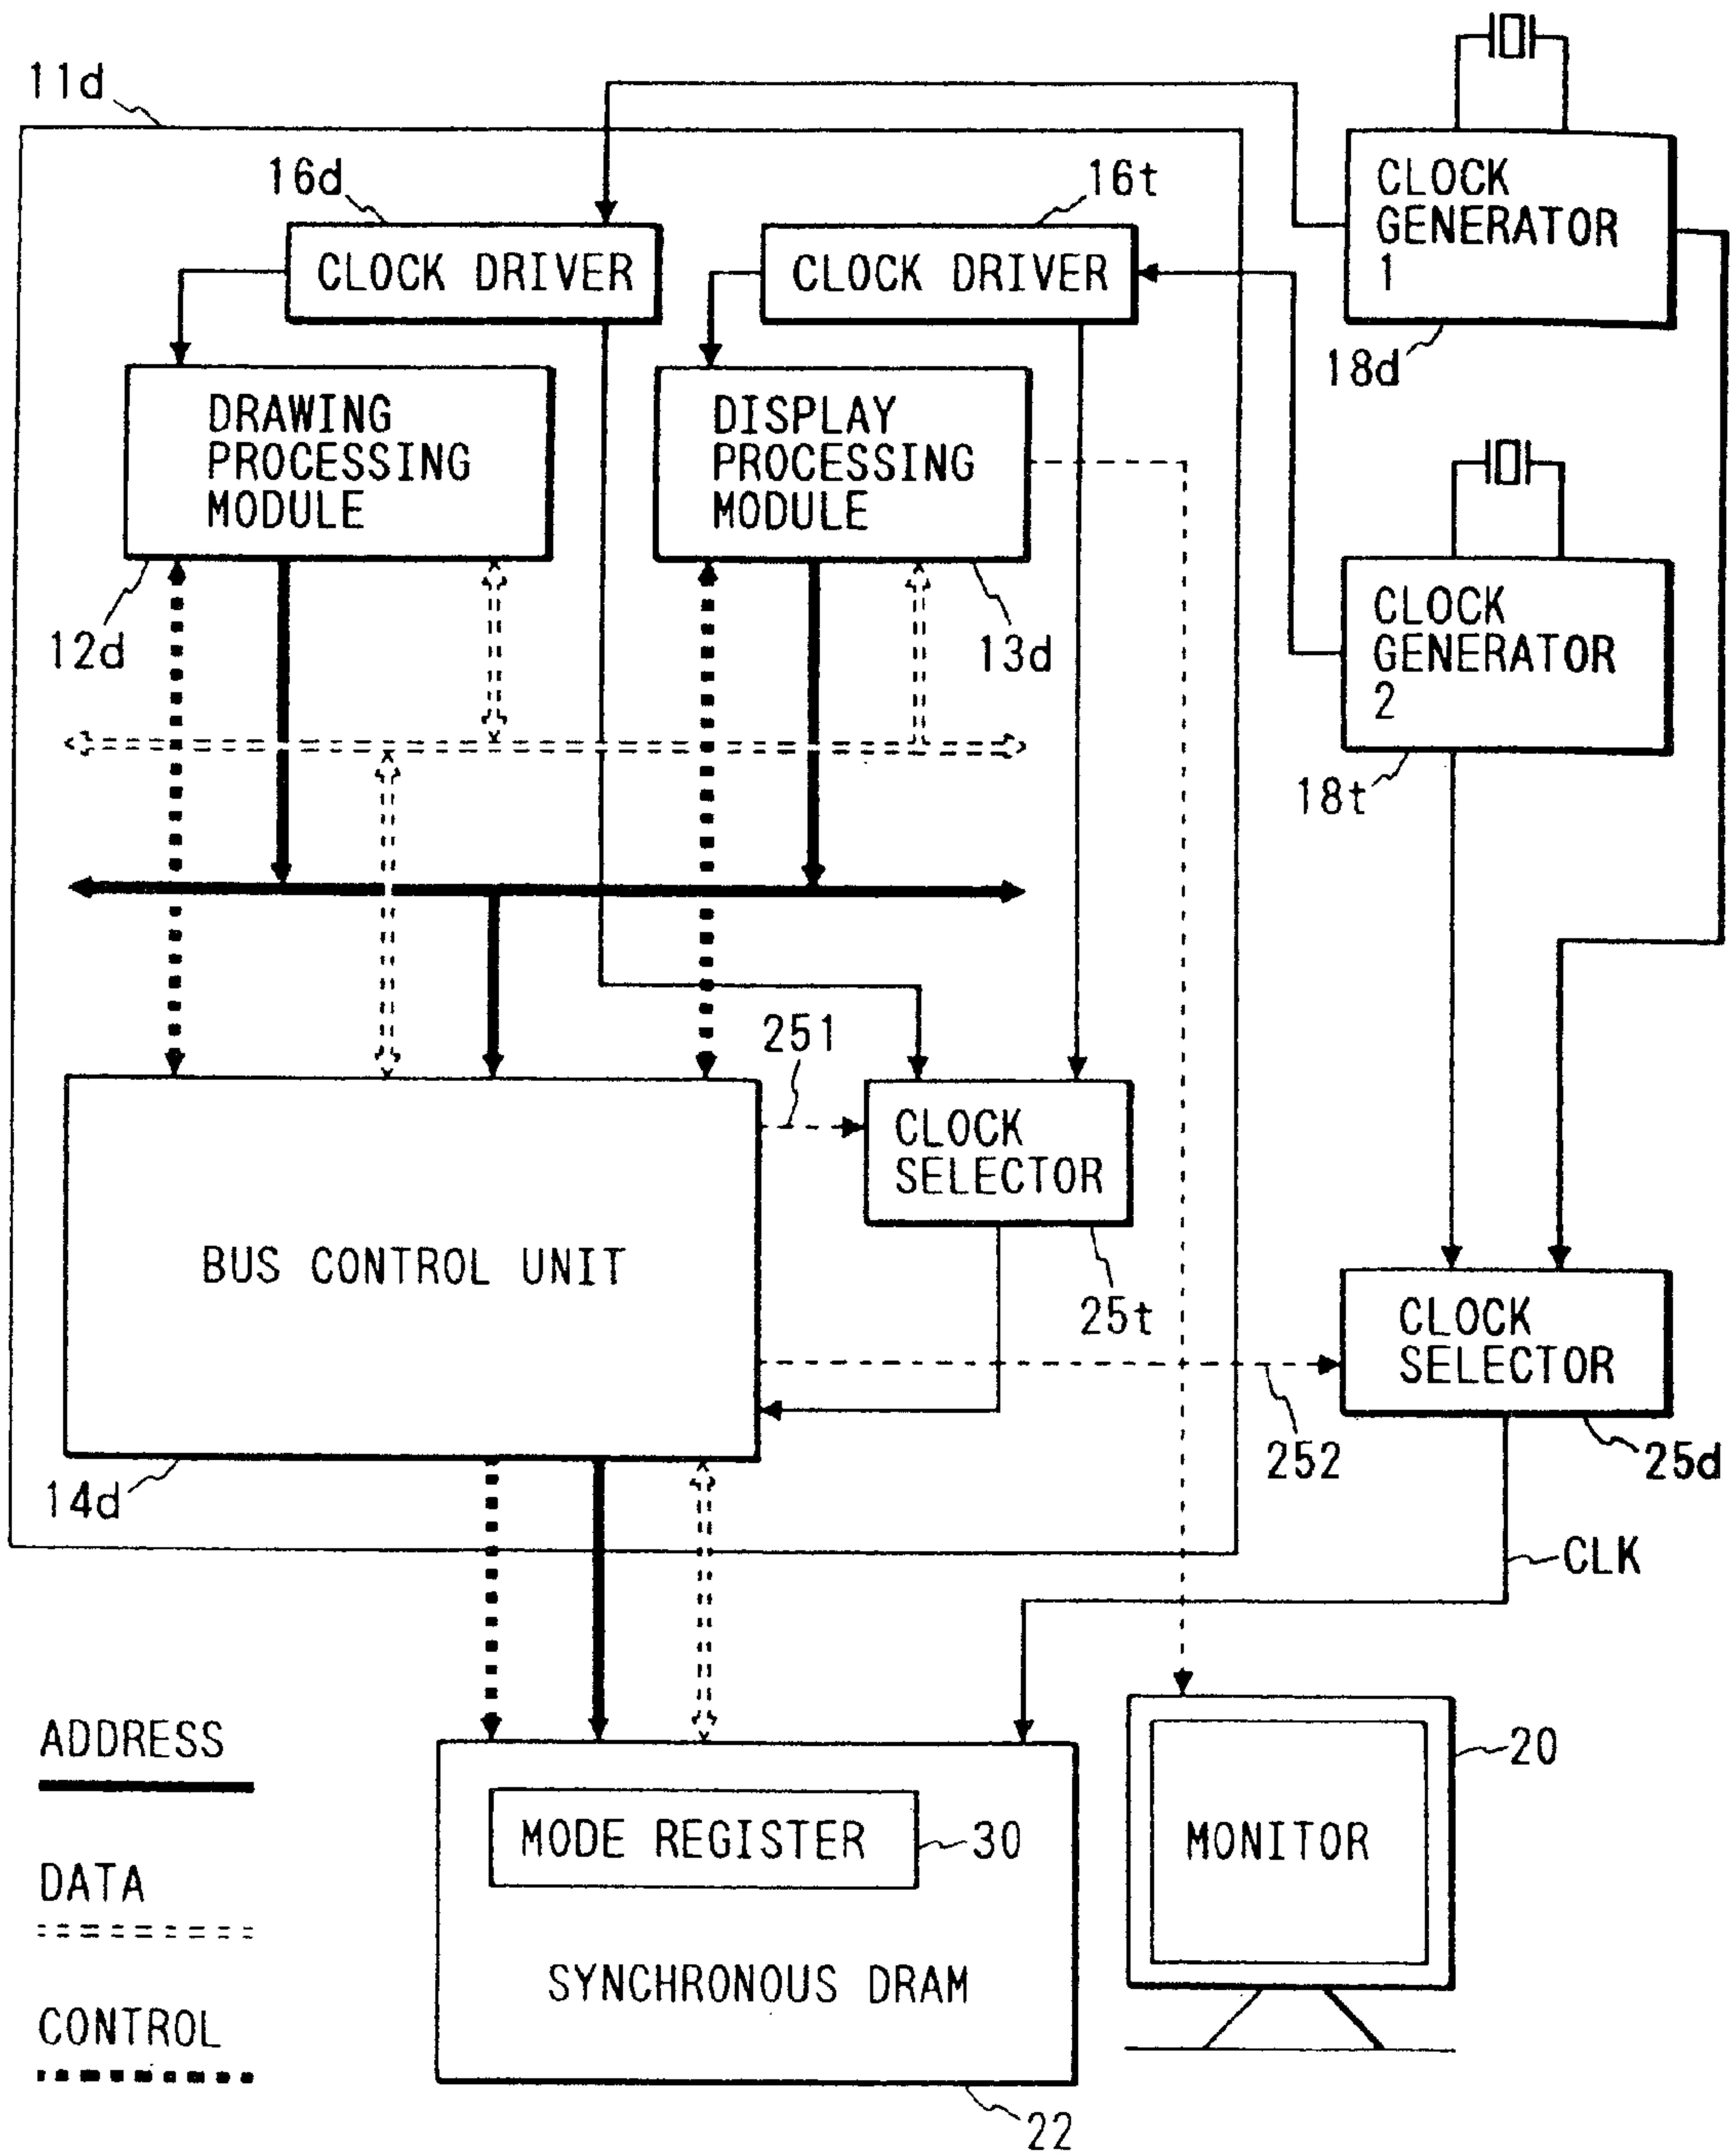 11d
16d
16t
CLOCK
GENERATOR
1
CLOCK DRIVER
CLOCK DRIVER
18d
DRAWING
PROCESSING
MODULE
DISPLAY
PROCESSING
MODULE
12d
13d
CLOCK
GENERATOR
2
18t
251
CLOCK
SELECTOR
BUS CONTROL UNIT
25t
CLOCK
SELECTOR
14d
252
25d
CLK
ADDRESS
20
MODE REGISTER
30
MONITOR
DATA
SYNCHRONOUS DRAM
CONTROL
22